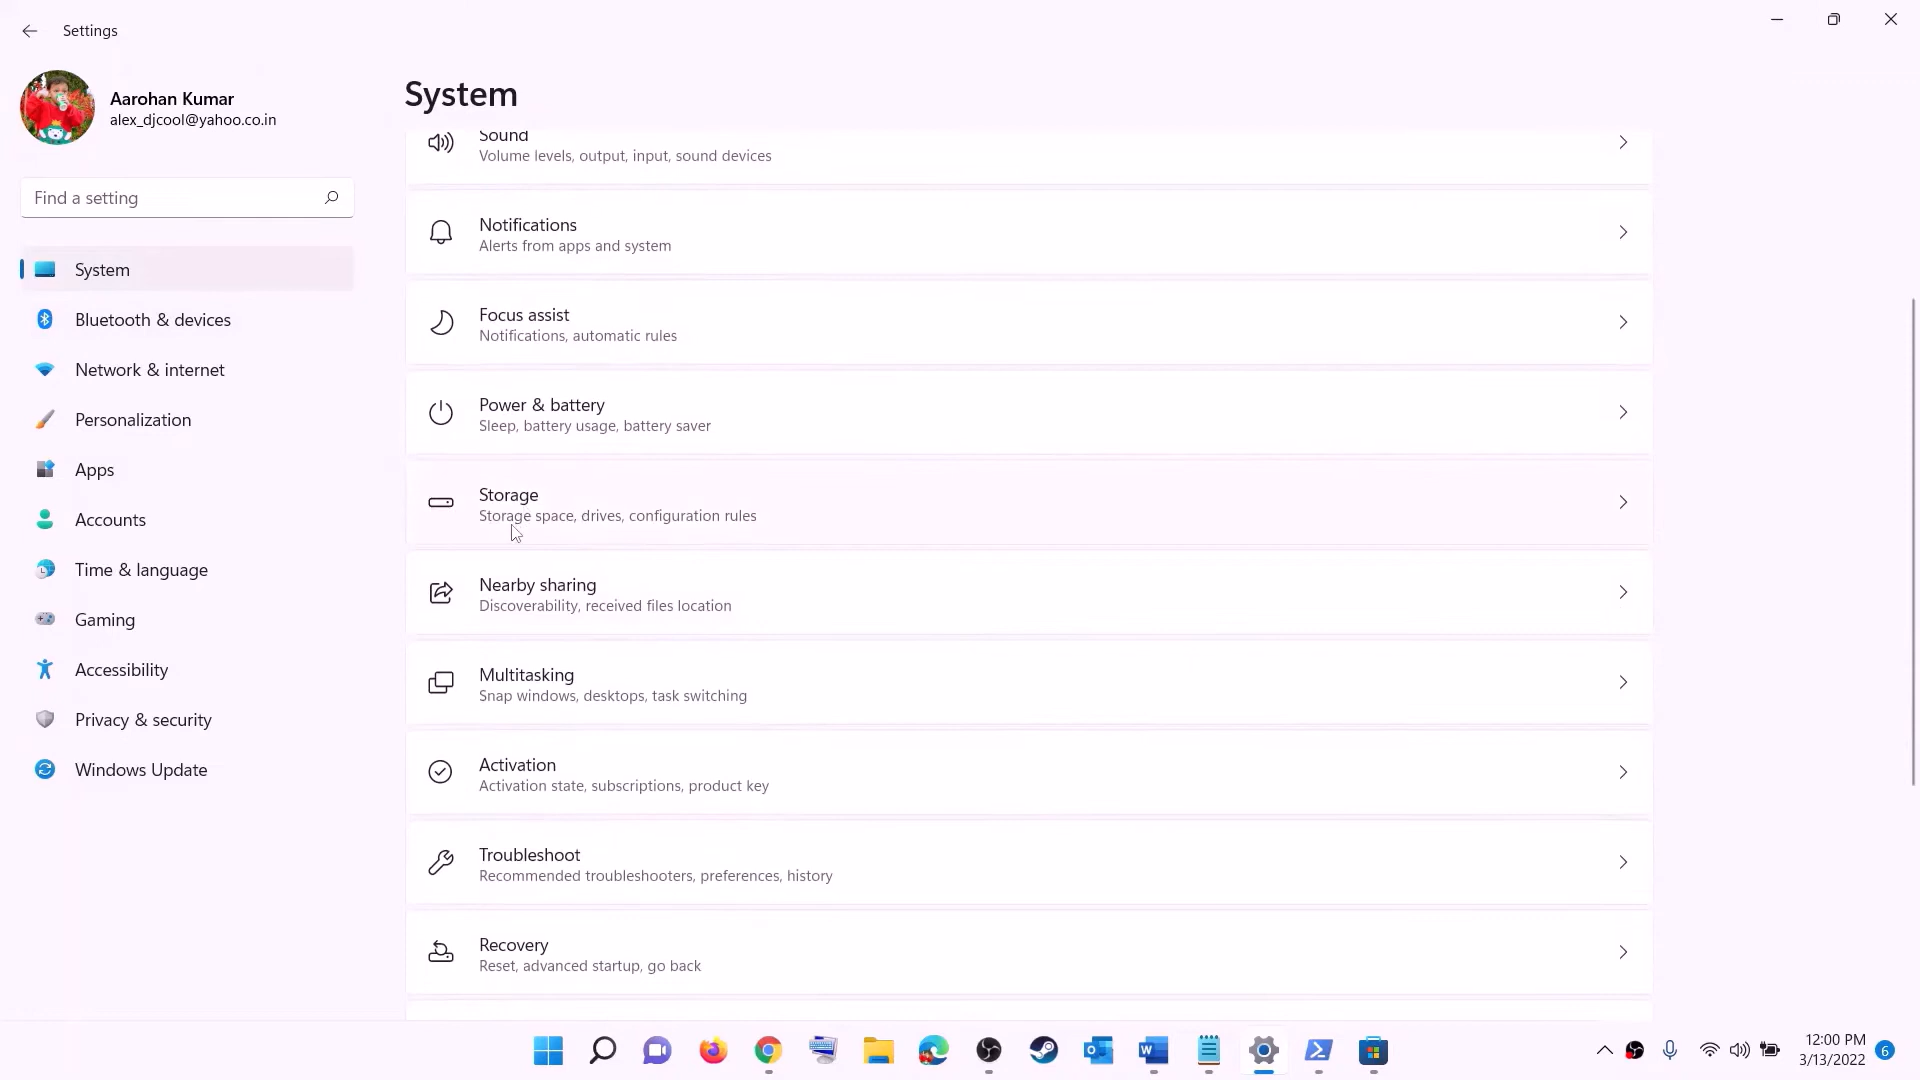 Settings
Aarohan Kumar
alex_djcool@yahoo.co.in
Find a setting
System
Bluetooth & devices
Network & internet
Personalization
Apps
Accounts
Time & language
Gaming
Accessibility
Privacy & security
Windows Update
System
Sound
Volume levels, output, input, sound devices
Notifications
Alerts from apps and system
Focus assist
Notifications, automatic rules
Power & battery
Sleep, battery usage, battery saver
Storage
Storage space, drives, configuration rules
Nearby sharing
Discoverability, received files location
Multitasking
Snap windows, desktops, task switching
Activation
Activation state, subscriptions, product key
Troubleshoot
Recommended troubleshooters, preferences, history
Recovery
Reset, advanced startup, go back
12:00 PM
3/13/2022
6